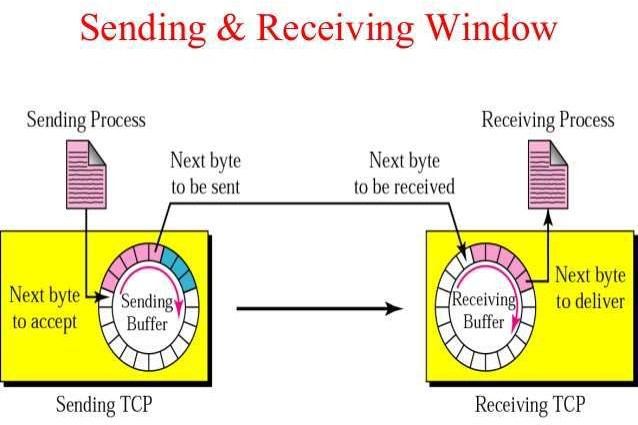 Sending & Receiving Window
Sending Process
Receiving Process
Next byte
to be sent
Next byte
to be received
Next byte
to accept
Sending
Buffer
Receiving
Buffer
Next byte
to deliver
Sending TCP
Receiving TCP